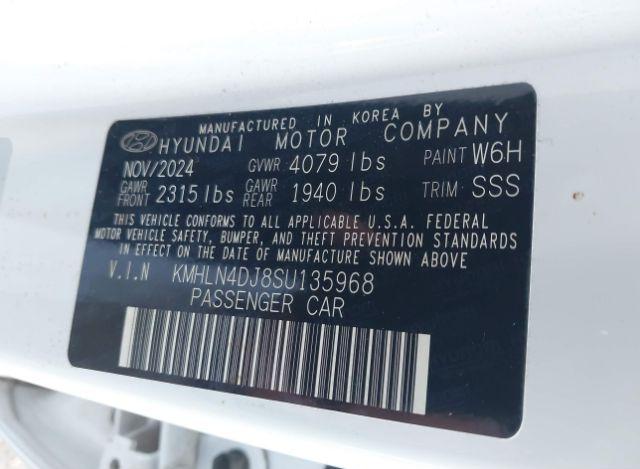 MANUFACTURED IN KOREA BY
HYUNDAI MOTOR COMPANY
NOV/2024 GVWR 4079 lbs PAINT W6H
GAWR FRONT 2315 lbs GAWR REAR 1940 lbs TRIM SSS
THIS VEHICLE CONFORMS TO ALL APPLICABLE U.S.A. FEDERAL
MOTOR VEHICLE SAFETY, BUMPER, AND THEFT PREVENTION STANDARDS
IN EFFECT ON THE DATE OF MANUFACTURE SHOWN ABOVE
V.I.N KMHLN4DJ8SU135968
PASSENGER CAR